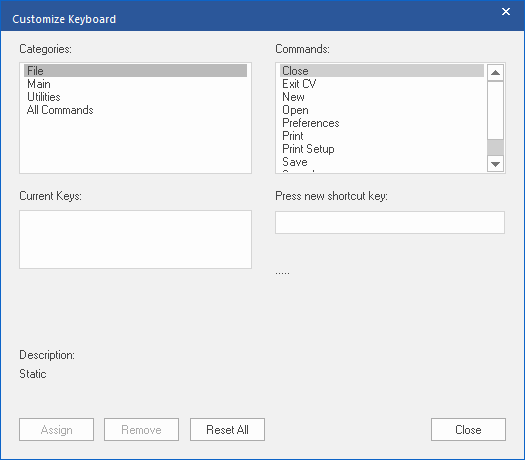 Customize Keyboard
Categories:
File
Main
Utilities
All Commands
Commands:
Close
Exit CV
New
Open
Preferences
Print
Print Setup
Save
Current Keys:
Press new shortcut key:
.....
Description:
Static
Assign
Remove
Reset All
Close